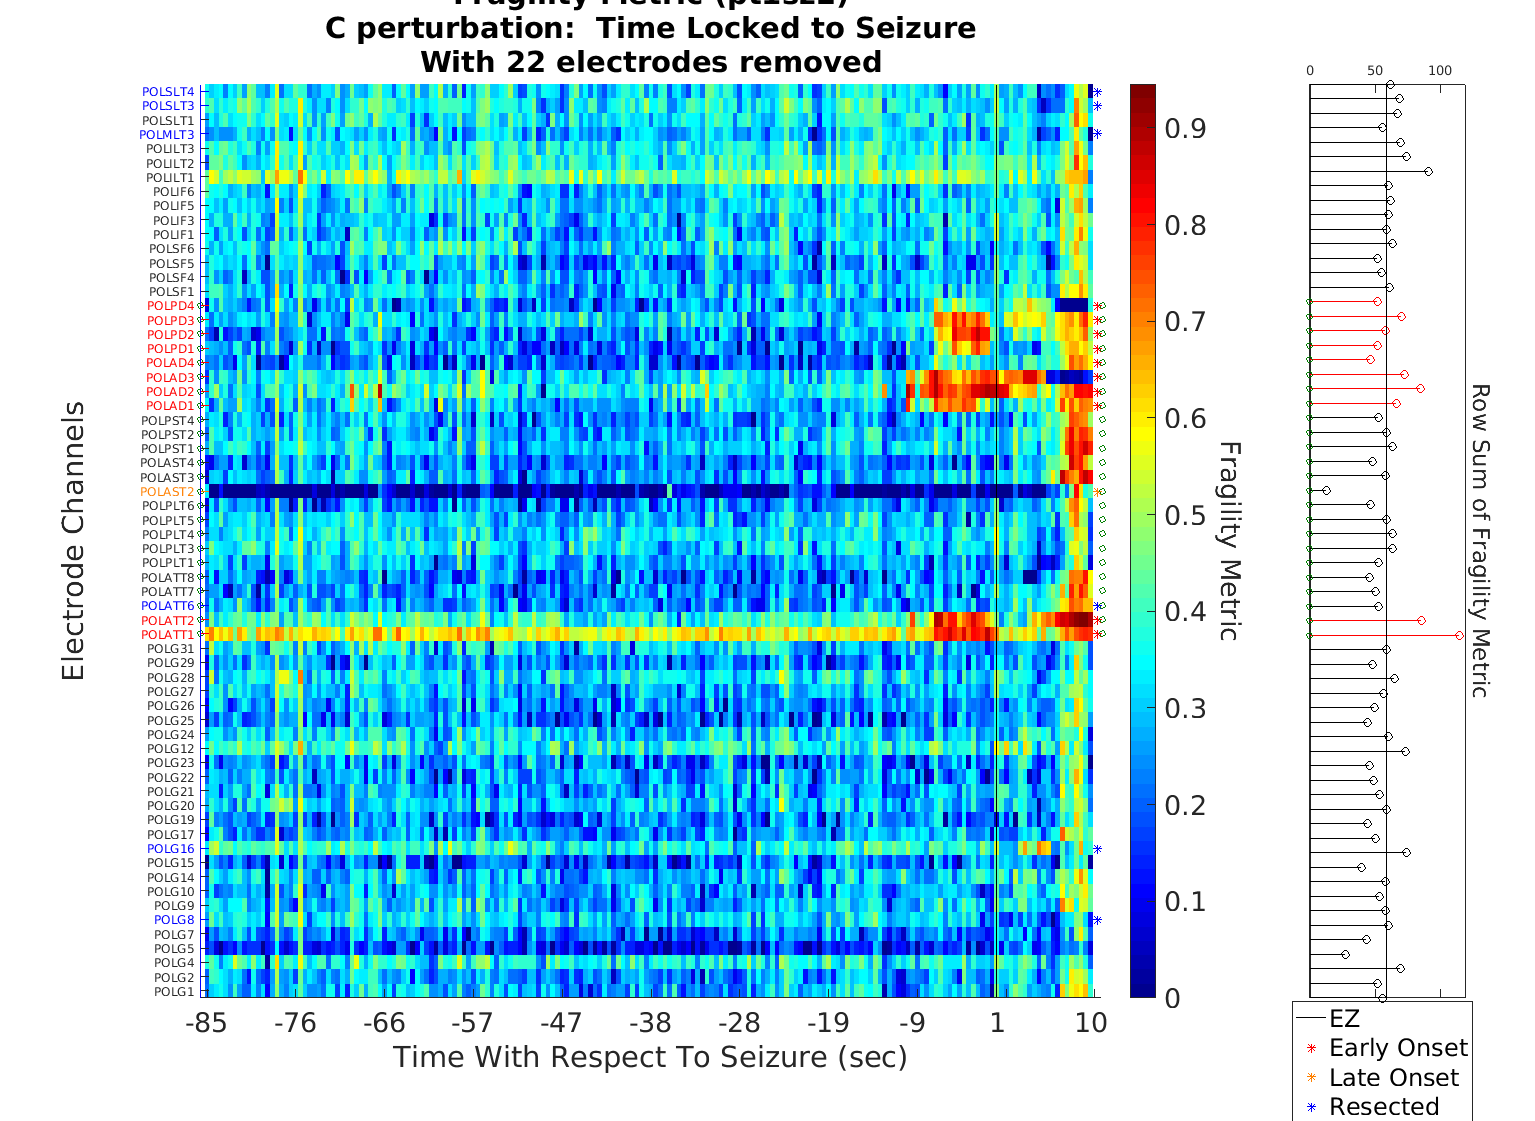 C perturbation: Time Locked to Seizure
With 22 electrodes removed
Electrode Channels
POLSLT4
POLSLT3
POLSLT1
POLMLT3
POLILT3
POLILT2
POLILT1
POLIF6
POLIF5
POLIF3
POLIF1
POLSF6
POLSF5
POLSF4
POLSF1
POLPD4
POLPD3
POLPD2
POLPD1
POLAD4
POLAD3
POLAD2
POLAD1
POLPST4
POLPST2
POLPST1
POLAST4
POLAST3
POLAST2
POLPLT6
POLPLT5
POLPLT4
POLPLT3
POLPLT1
POLATT8
POLATT7
POLATT6
POLATT2
POLATT1
POLG31
POLG29
POLG28
POLG27
POLG26
POLG25
POLG24
POLG12
POLG23
POLG22
POLG21
POLG20
POLG19
POLG17
POLG16
POLG15
POLG14
POLG10
POLG9
POLG8
POLG7
POLG5
POLG4
POLG2
POLG1
-85 -76 -66 -57 -47 -38 -28 -19 -9 1 10
Time With Respect To Seizure (sec)
0.9
0.8
0.7
0.6
0.5
0.4
0.3
0.2
0.1
0
Fragility Metric
0 50 100
Row Sum of Fragility Metric
EZ
Early Onset
Late Onset
Resected